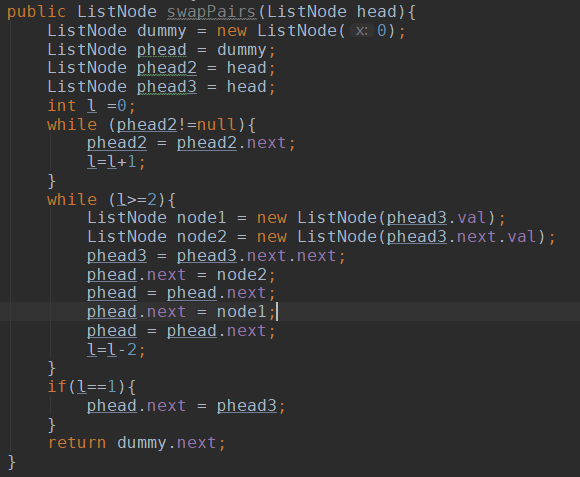 public ListNode swapPairs(ListNode head){
    ListNode dummy = new ListNode( x: 0);
    ListNode phead = dummy;
    ListNode phead2 = head;
    ListNode phead3 = head;
    int l =0;
    while (phead2!=null){
        phead2 = phead2.next;
        l=l+1;
    }
    while (l>=2){
        ListNode node1 = new ListNode(phead3.val);
        ListNode node2 = new ListNode(phead3.next.val);
        phead3 = phead3.next.next;
        phead.next = node2;
        phead = phead.next;
        phead.next = node1;
        phead = phead.next;
        l=l-2;
    }
    if(l==1){
        phead.next = phead3;
    }
    return dummy.next;
}